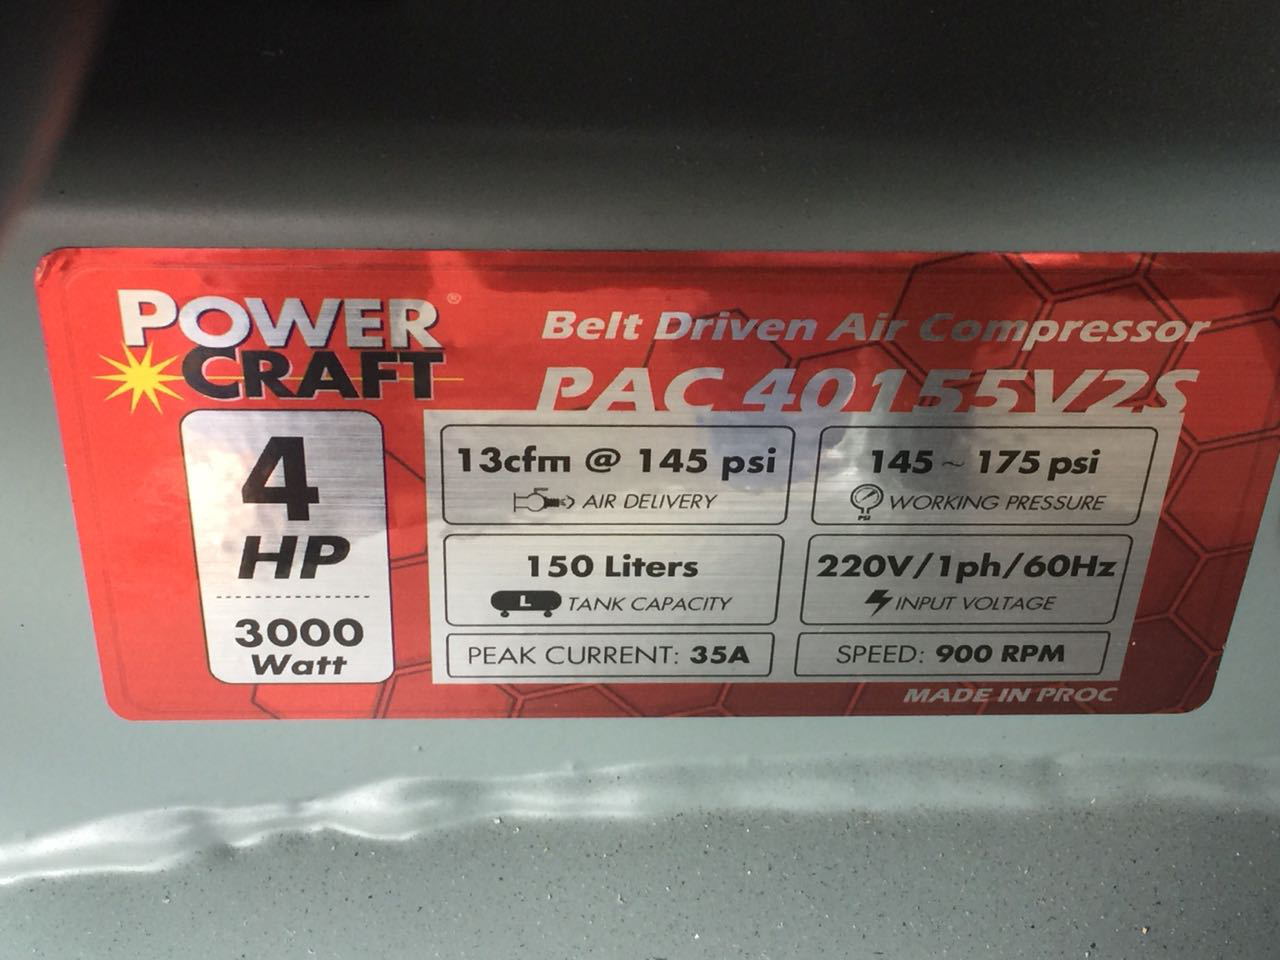 POWER®
CRAFT
Belt Driven Air Compressor
PAC 40155V2S
4
HP
3000
Watt
13cfm @ 145 psi
AIR DELIVERY
145 ~ 175 psi
PSI
WORKING PRESSURE
150 Liters
L
TANK CAPACITY
220V/1ph/60Hz
INPUT VOLTAGE
PEAK CURRENT: 35A
SPEED: 900 RPM
MADE IN PROC